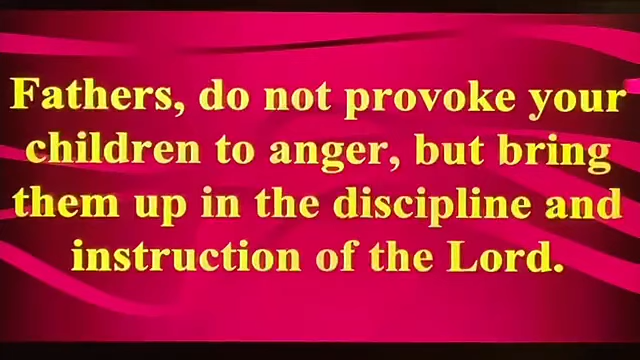 Fathers, do not provoke your
children to anger, but bring
them up in the discipline and
instruction of the Lord.